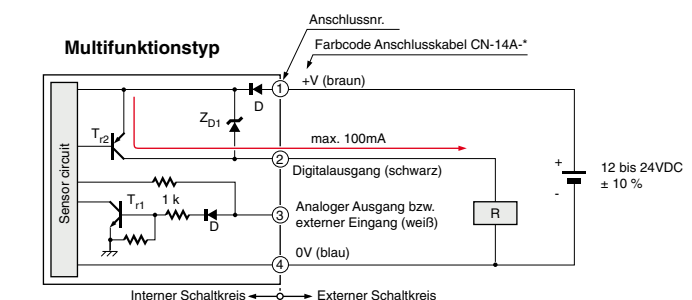 Anschlussnr.
Multifunktionstyp
Farbcode Anschlusskabel CN-14A-*
1
+V (braun)
D
ZD1
Tr2
max. 100mA
2
Digitalausgang (schwarz)
+
12 bis 24VDC
± 10 %
-
Sensor circuit
Tr1
1 k
D
3
Analoger Ausgang bzw.
externer Eingang (weiß)
R
4
0V (blau)
Interner Schaltkreis
Externer Schaltkreis